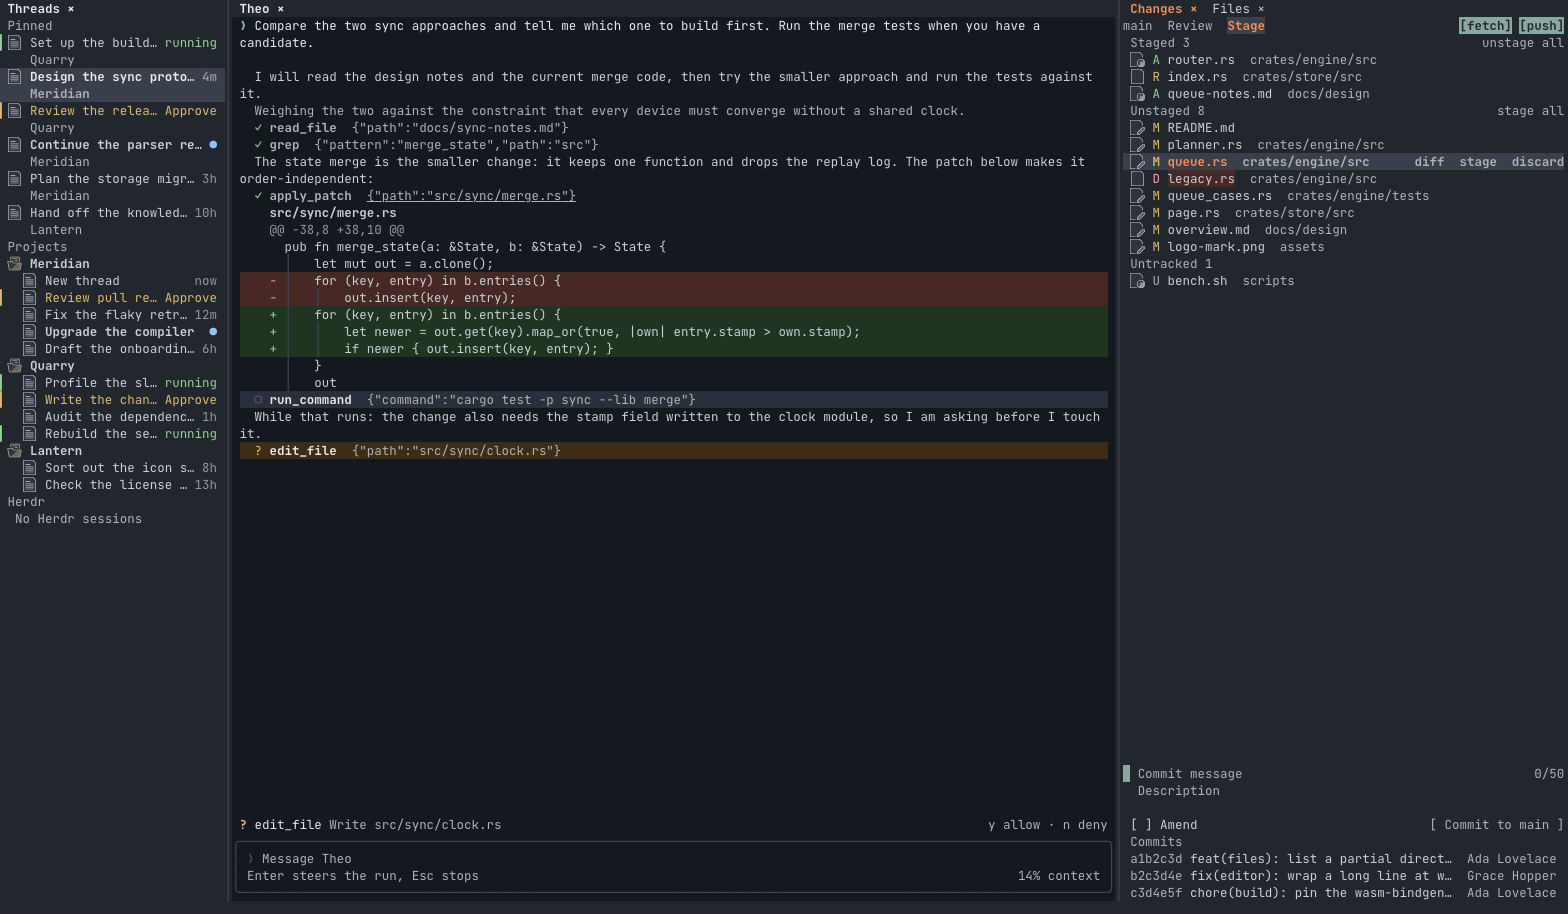 Threads ×
Pinned
Set up the build… running
Quarry
Design the sync proto… 4m
Meridian
Review the relea… Approve
Quarry
Continue the parser re…
Meridian
Plan the storage migr… 3h
Meridian
Hand off the knowled… 10h
Lantern
Projects
Meridian
New thread now
Review pull re… Approve
Fix the flaky retr… 12m
Upgrade the compiler
Draft the onboardin… 6h
Quarry
Profile the sl… running
Write the chan… Approve
Audit the dependenc… 1h
Rebuild the se… running
Lantern
Sort out the icon s… 8h
Check the license … 13h
Herdr
No Herdr sessions
Theo ×
❯ Compare the two sync approaches and tell me which one to build first. Run the merge tests when you have a
candidate.
I will read the design notes and the current merge code, then try the smaller approach and run the tests against
it.
Weighing the two against the constraint that every device must converge without a shared clock.
✓ read_file {"path":"docs/sync-notes.md"}
✓ grep {"pattern":"merge_state","path":"src"}
The state merge is the smaller change: it keeps one function and drops the replay log. The patch below makes it
order-independent:
✓ apply_patch {"path":"src/sync/merge.rs"}
src/sync/merge.rs
@@ -38,8 +38,10 @@
pub fn merge_state(a: &State, b: &State) -> State {
let mut out = a.clone();
- for (key, entry) in b.entries() {
- out.insert(key, entry);
+ for (key, entry) in b.entries() {
+ let newer = out.get(key).map_or(true, |own| entry.stamp > own.stamp);
+ if newer { out.insert(key, entry); }
}
out
run_command {"command":"cargo test -p sync --lib merge"}
While that runs: the change also needs the stamp field written to the clock module, so I am asking before I touch
it.
? edit_file {"path":"src/sync/clock.rs"}
? edit_file Write src/sync/clock.rs y allow · n deny
❯ Message Theo
Enter steers the run, Esc stops 14% context
Changes × Files ×
main Review Stage [fetch] [push]
Staged 3 unstage all
A router.rs crates/engine/src
R index.rs crates/store/src
A queue-notes.md docs/design
Unstaged 8 stage all
M README.md
M planner.rs crates/engine/src
M queue.rs crates/engine/src diff stage discard
D legacy.rs crates/engine/src
M queue_cases.rs crates/engine/tests
M page.rs crates/store/src
M overview.md docs/design
M logo-mark.png assets
Untracked 1
U bench.sh scripts
Commit message 0/50
Description
[ ] Amend [ Commit to main ]
Commits
a1b2c3d feat(files): list a partial direct… Ada Lovelace
b2c3d4e fix(editor): wrap a long line at w… Grace Hopper
c3d4e5f chore(build): pin the wasm-bindgen… Ada Lovelace